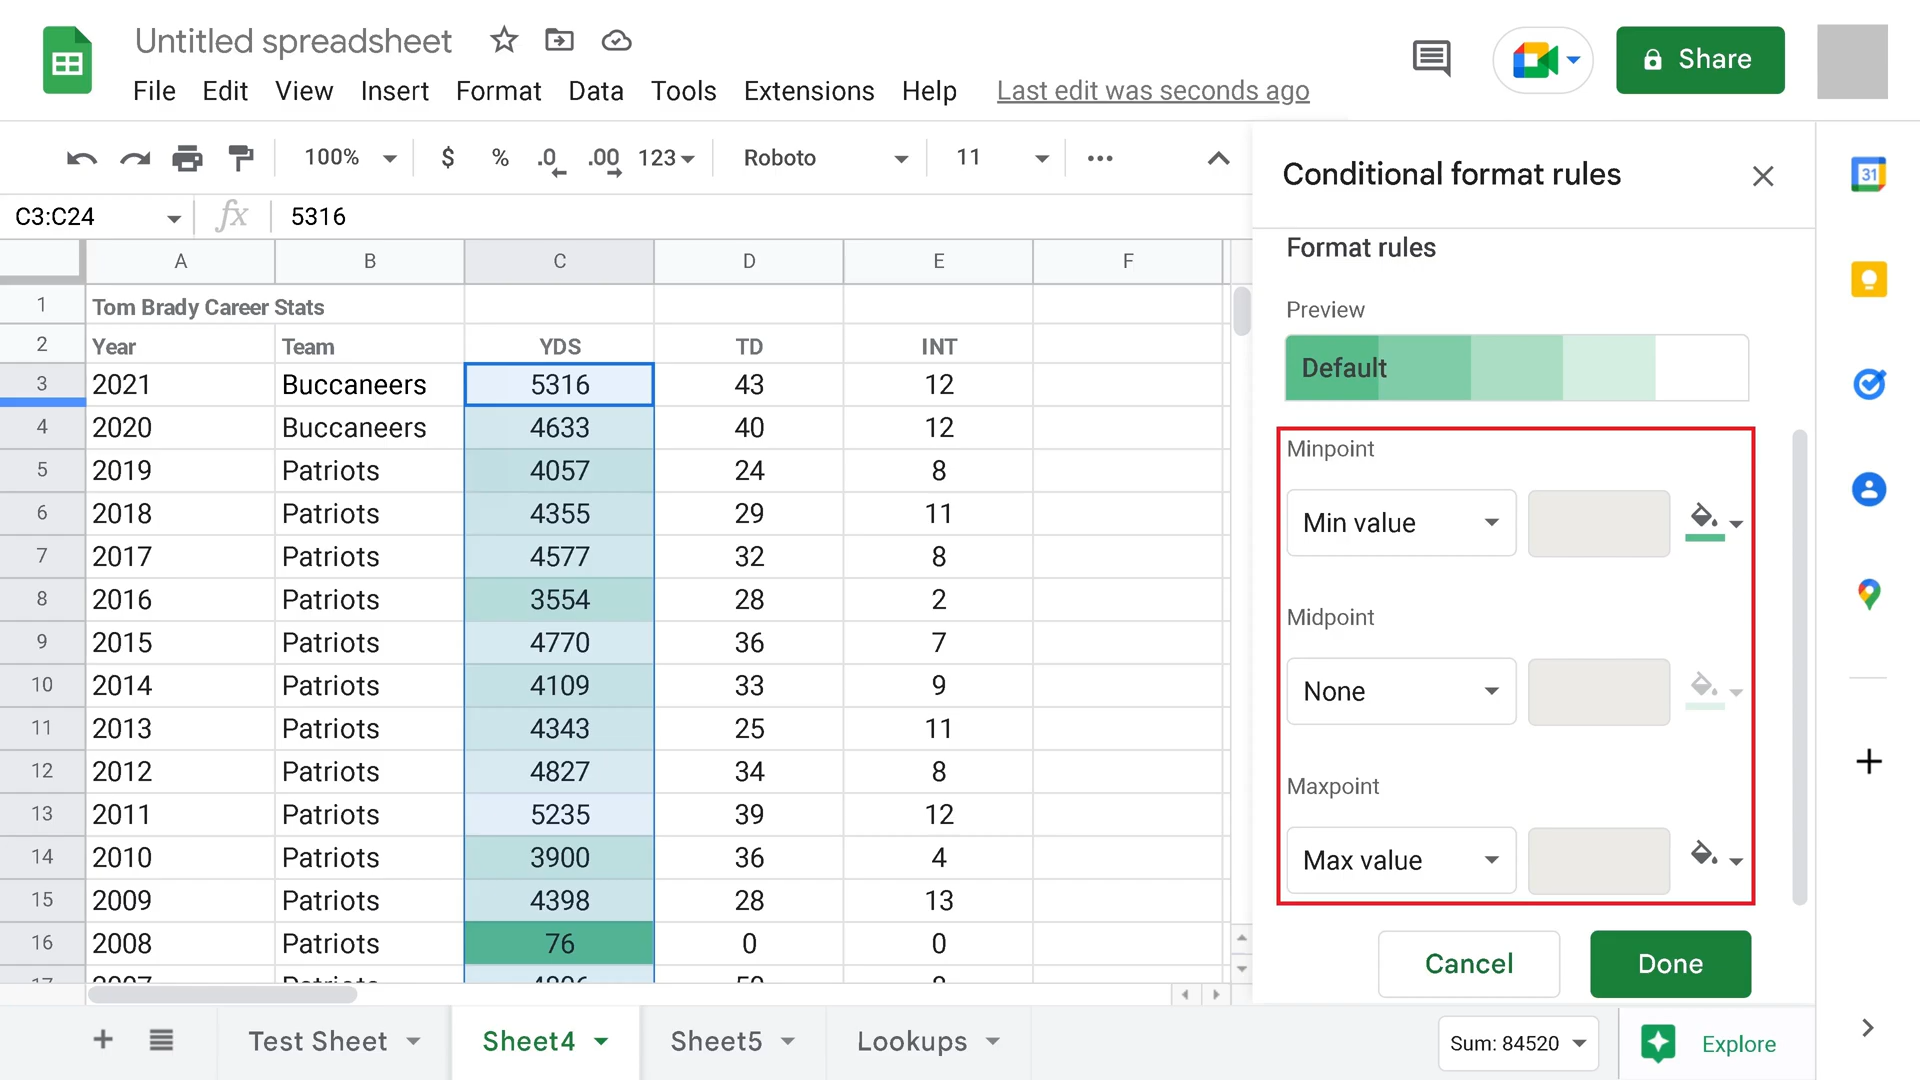 Untitled spreadsheet
File Edit View Insert Format Data Tools Extensions Help Last edit was seconds ago
Share
100% $ % .0 .00 123 Roboto 11
C3:C24 fx 5316
A B C D E F
1 Tom Brady Career Stats
2 Year Team YDS TD INT
3 2021 Buccaneers 5316 43 12
4 2020 Buccaneers 4633 40 12
5 2019 Patriots 4057 24 8
6 2018 Patriots 4355 29 11
7 2017 Patriots 4577 32 8
8 2016 Patriots 3554 28 2
9 2015 Patriots 4770 36 7
10 2014 Patriots 4109 33 9
11 2013 Patriots 4343 25 11
12 2012 Patriots 4827 34 8
13 2011 Patriots 5235 39 12
14 2010 Patriots 3900 36 4
15 2009 Patriots 4398 28 13
16 2008 Patriots 76 0 0
Conditional format rules
Format rules
Preview
Default
Minpoint
Min value
Midpoint
None
Maxpoint
Max value
Cancel Done
31
Test Sheet Sheet4 Sheet5 Lookups Sum: 84520 Explore